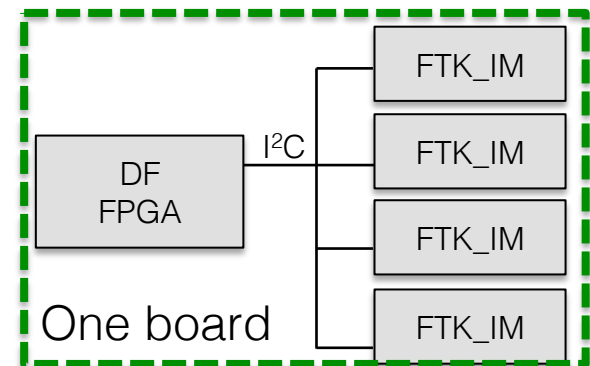 FTK_IM
I²C
FTK_IM
DF
FPGA
FTK_IM
One board
FTK_IM